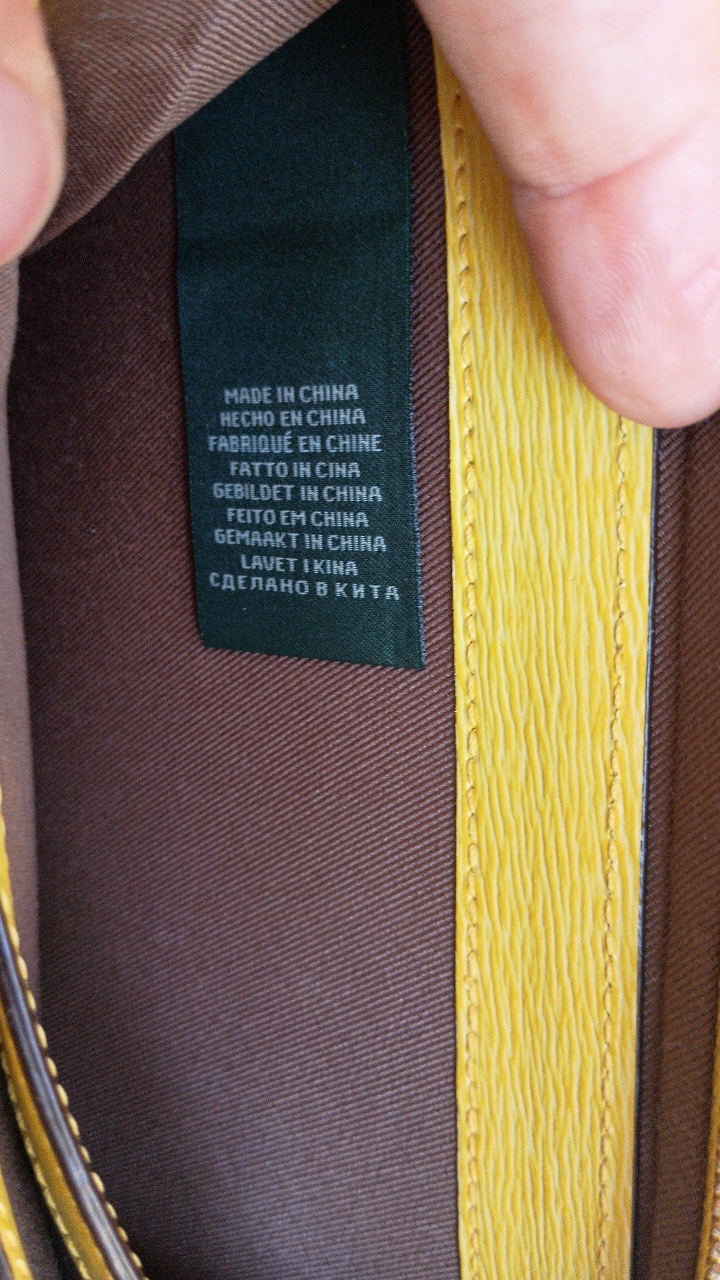 MADE IN CHINA
HECHO EN CHINA
FABRIQUÉ EN CHINE
FATTO IN CINA
GEBILDET IN CHINA
FEITO EM CHINA
GEMAAKT IN CHINA
LAVET I KINA
СДЕЛАНО В КИТА